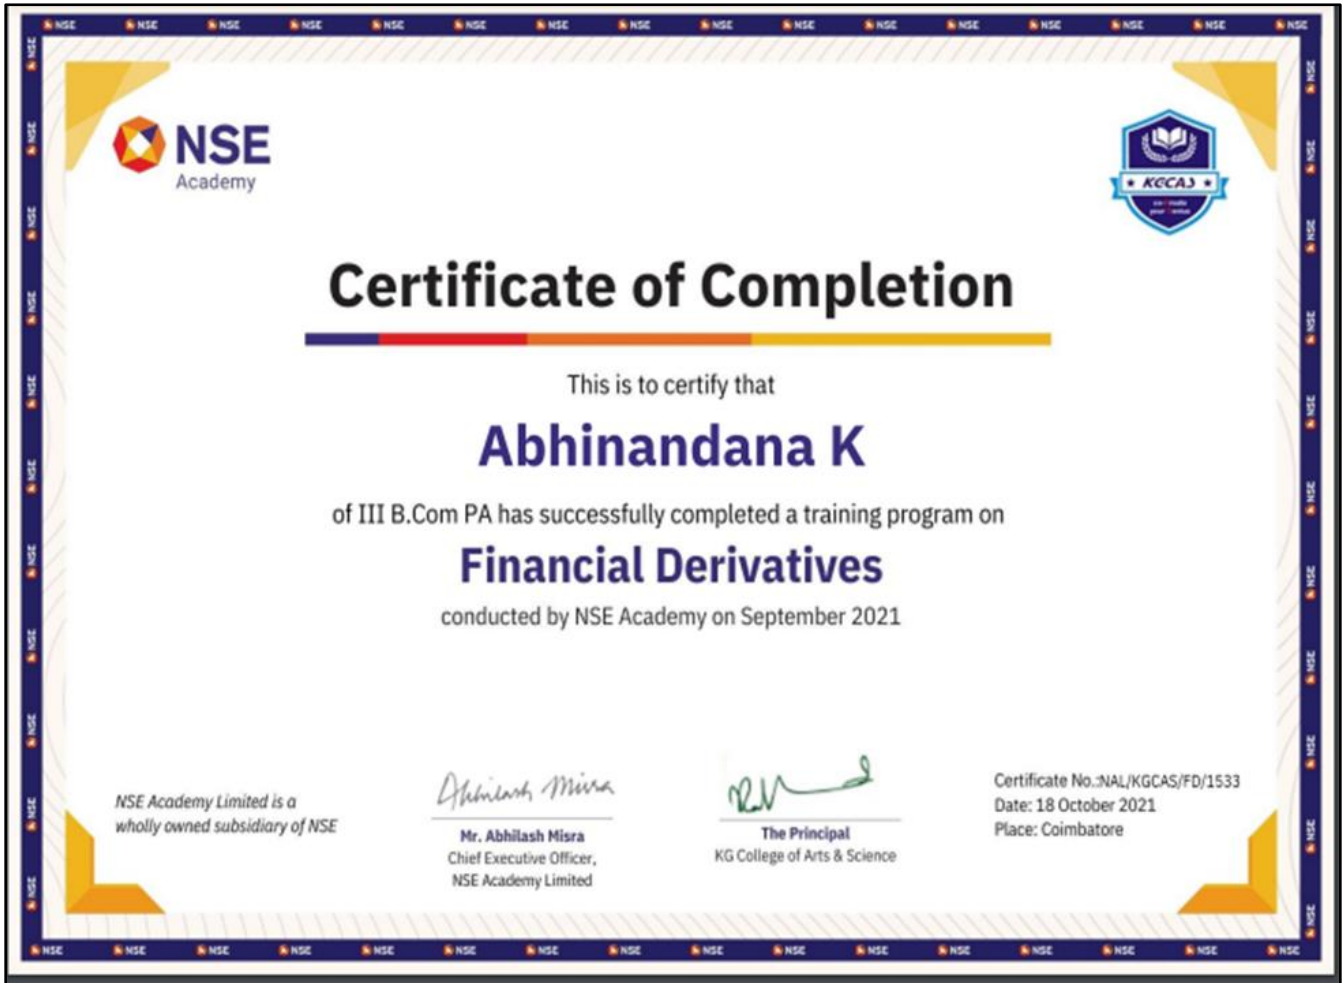 NSE
Academy
KGCAS
Certificate of Completion
This is to certify that
Abhinandana K
of III B.Com PA has successfully completed a training program on
Financial Derivatives
conducted by NSE Academy on September 2021
NSE Academy Limited is a
wholly owned subsidiary of NSE
Abhilash Misra
Mr. Abhilash Misra
Chief Executive Officer,
NSE Academy Limited
The Principal
KG College of Arts & Science
Certificate No.:NAL/KGCAS/FD/1533
Date: 18 October 2021
Place: Coimbatore